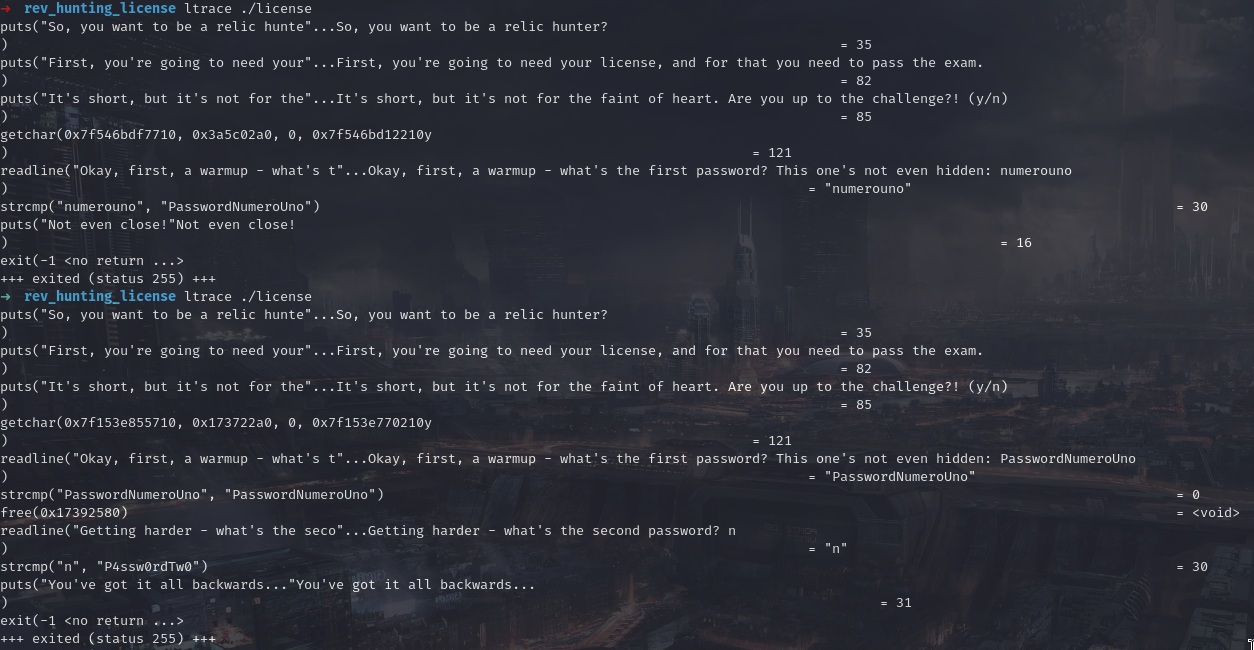 → rev_hunting_license ltrace ./license
puts("So, you want to be a relic hunte"...So, you want to be a relic hunter?
) = 35
puts("First, you're going to need your"...First, you're going to need your license, and for that you need to pass the exam.
) = 82
puts("It's short, but it's not for the"...It's short, but it's not for the faint of heart. Are you up to the challenge?! (y/n)
) = 85
getchar(0x7f546bdf7710, 0x3a5c02a0, 0, 0x7f546bd12210y
) = 121
readline("Okay, first, a warmup - what's t"...Okay, first, a warmup - what's the first password? This one's not even hidden: numerouno
) = "numerouno"
strcmp("numerouno", "PasswordNumeroUno") = 30
puts("Not even close!"Not even close!
) = 16
exit(-1 <no return ...>
+++ exited (status 255) +++
→ rev_hunting_license ltrace ./license
puts("So, you want to be a relic hunte"...So, you want to be a relic hunter?
) = 35
puts("First, you're going to need your"...First, you're going to need your license, and for that you need to pass the exam.
) = 82
puts("It's short, but it's not for the"...It's short, but it's not for the faint of heart. Are you up to the challenge?! (y/n)
) = 85
getchar(0x7f153e855710, 0x173722a0, 0, 0x7f153e770210y
) = 121
readline("Okay, first, a warmup - what's t"...Okay, first, a warmup - what's the first password? This one's not even hidden: PasswordNumeroUno
) = "PasswordNumeroUno"
strcmp("PasswordNumeroUno", "PasswordNumeroUno") = 0
free(0x17392580) = <void>
readline("Getting harder - what's the seco"...Getting harder - what's the second password? n
) = "n"
strcmp("n", "P4ssw0rdTw0") = 30
puts("You've got it all backwards..."You've got it all backwards...
) = 31
exit(-1 <no return ...>
+++ exited (status 255) +++